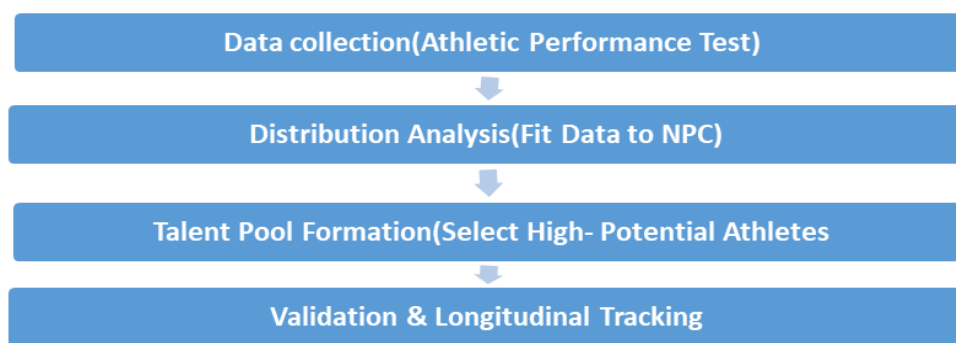 Data collection(Athletic Performance Test)
Distribution Analysis(Fit Data to NPC)
Talent Pool Formation(Select High- Potential Athletes
Validation & Longitudinal Tracking